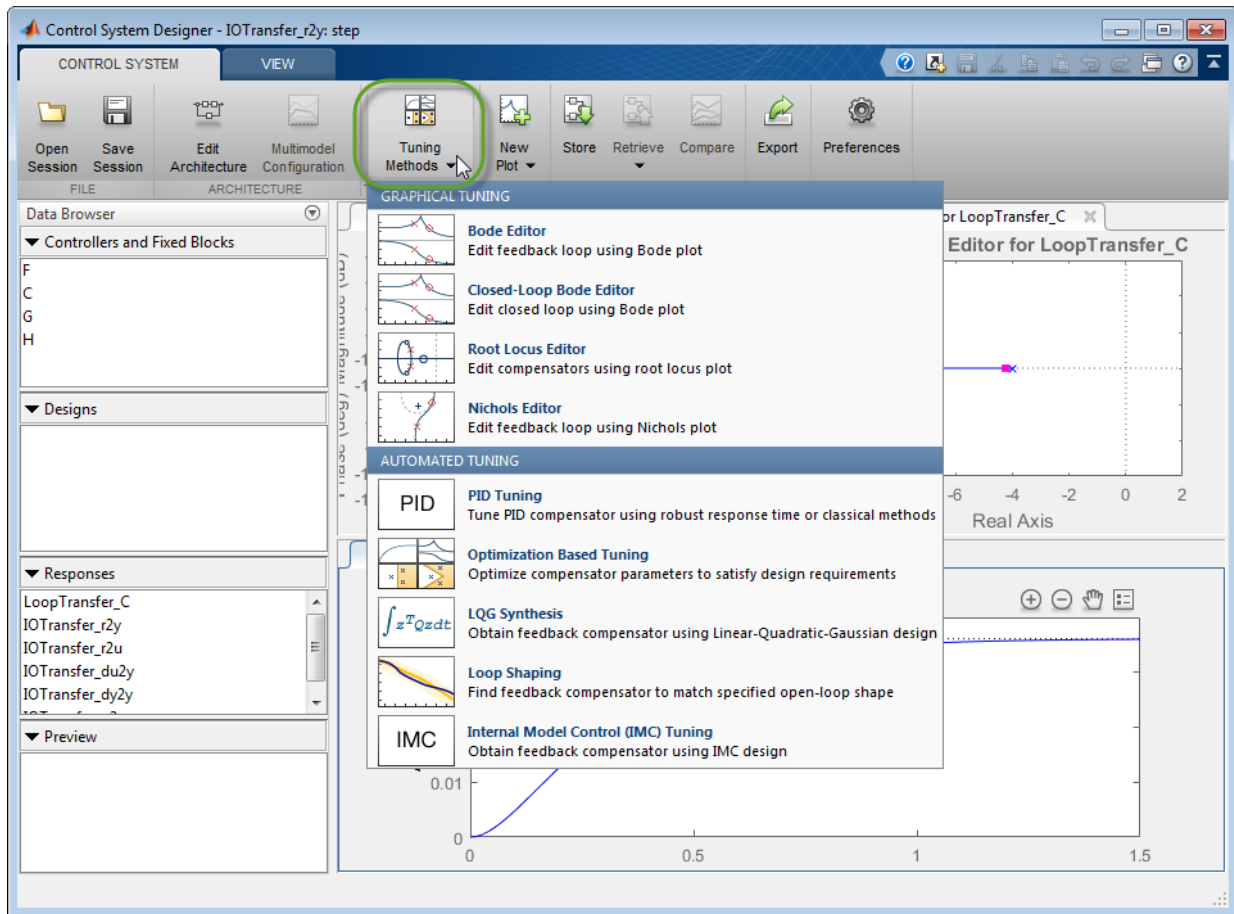 Control System Designer - IOTransfer_r2y: step
CONTROL SYSTEM
VIEW
Open Session
Save Session
Edit Architecture
Multimodel Configuration
Tuning Methods
New Plot
Store
Retrieve
Compare
Export
Preferences
FILE
ARCHITECTURE
Data Browser
Controllers and Fixed Blocks
F
C
G
H
Designs
Responses
LoopTransfer_C
IOTransfer_r2y
IOTransfer_r2u
IOTransfer_du2y
IOTransfer_dy2y
Preview
GRAPHICAL TUNING
Bode Editor
Edit feedback loop using Bode plot
Closed-Loop Bode Editor
Edit closed loop using Bode plot
Root Locus Editor
Edit compensators using root locus plot
Nichols Editor
Edit feedback loop using Nichols plot
AUTOMATED TUNING
PID
PID Tuning
Tune PID compensator using robust response time or classical methods
Optimization Based Tuning
Optimize compensator parameters to satisfy design requirements
∫zᵀQzdt
LQG Synthesis
Obtain feedback compensator using Linear-Quadratic-Gaussian design
Loop Shaping
Find feedback compensator to match specified open-loop shape
IMC
Internal Model Control (IMC) Tuning
Obtain feedback compensator using IMC design
or LoopTransfer_C
Editor for LoopTransfer_C
-6 -4 -2 0 2
Real Axis
0.01
0
0 0.5 1 1.5